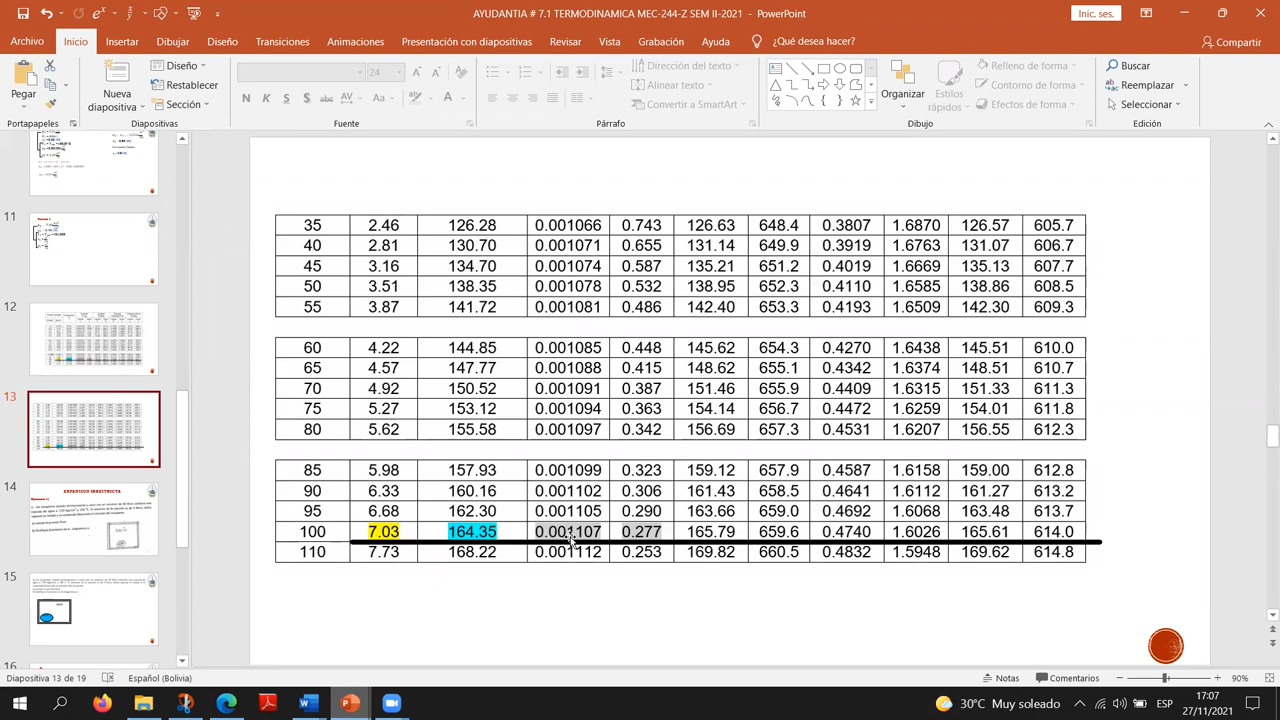 AYUDANTIA # 7.1 TERMODINAMICA MEC-244-Z SEM II-2021 - PowerPoint
Inic. ses.
Archivo Inicio Insertar Dibujar Diseño Transiciones Animaciones Presentación con diapositivas Revisar Vista Grabación Ayuda ¿Qué desea hacer? Compartir
Pegar
Nueva diapositiva
Diseño
Restablecer
Sección
24
N K S S abc AV Aa A
Dirección del texto
Alinear texto
Convertir a SmartArt
Organizar
Estilos rápidos
Relleno de forma
Contorno de forma
Efectos de forma
Buscar
Reemplazar
Seleccionar
Portapapeles Diapositivas Fuente Párrafo Dibujo Edición
11
12
13
14
EXPANSION IRRESTRICTA
15
16
35 2.46 126.28 0.001066 0.743 126.63 648.4 0.3807 1.6870 126.57 605.7
40 2.81 130.70 0.001071 0.655 131.14 649.9 0.3919 1.6763 131.07 606.7
45 3.16 134.70 0.001074 0.587 135.21 651.2 0.4019 1.6669 135.13 607.7
50 3.51 138.35 0.001078 0.532 138.95 652.3 0.4110 1.6585 138.86 608.5
55 3.87 141.72 0.001081 0.486 142.40 653.3 0.4193 1.6509 142.30 609.3
60 4.22 144.85 0.001085 0.448 145.62 654.3 0.4270 1.6438 145.51 610.0
65 4.57 147.77 0.001088 0.415 148.62 655.1 0.4342 1.6374 148.51 610.7
70 4.92 150.52 0.001091 0.387 151.46 655.9 0.4409 1.6315 151.33 611.3
75 5.27 153.12 0.001094 0.363 154.14 656.7 0.4472 1.6259 154.01 611.8
80 5.62 155.58 0.001097 0.342 156.69 657.3 0.4531 1.6207 156.55 612.3
85 5.98 157.93 0.001099 0.323 159.12 657.9 0.4587 1.6158 159.00 612.8
90 6.33 160.16 0.001102 0.306 161.43 658.5 0.4641 1.6112 161.27 613.2
95 6.68 162.30 0.001105 0.290 163.66 659.0 0.4692 1.6068 163.48 613.7
100 7.03 164.35 0.001107 0.277 165.79 659.6 0.4740 1.6026 165.61 614.0
110 7.73 168.22 0.001112 0.253 169.82 660.5 0.4832 1.5948 169.62 614.8
Diapositiva 13 de 19 Español (Bolivia) Notas Comentarios 90%
30°C Muy soleado ESP 17:07
27/11/2021